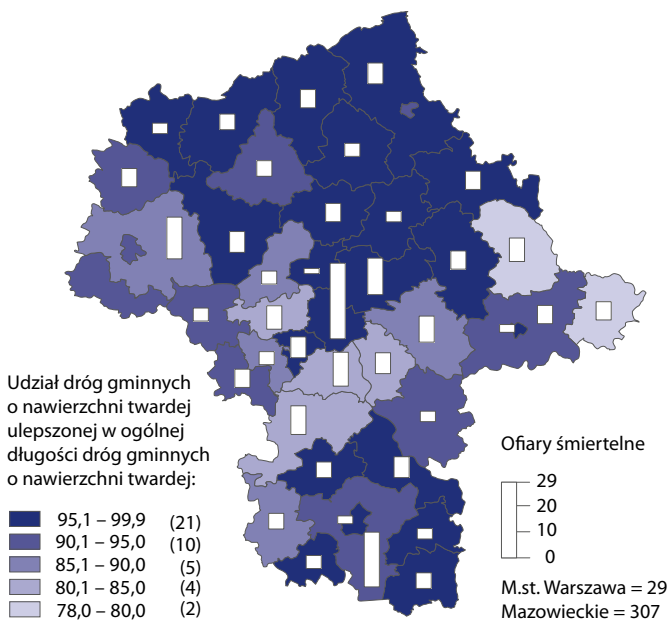 Udział dróg gminnych
o nawierzchni twardej
ulepszonej w ogólnej
długości dróg gminnych
o nawierzchni twardej:
95,1 – 99,9 (21)
90,1 – 95,0 (10)
85,1 – 90,0 (5)
80,1 – 85,0 (4)
78,0 – 80,0 (2)
Ofiary śmiertelne
29
20
10
0
M.st. Warszawa = 29
Mazowieckie = 307